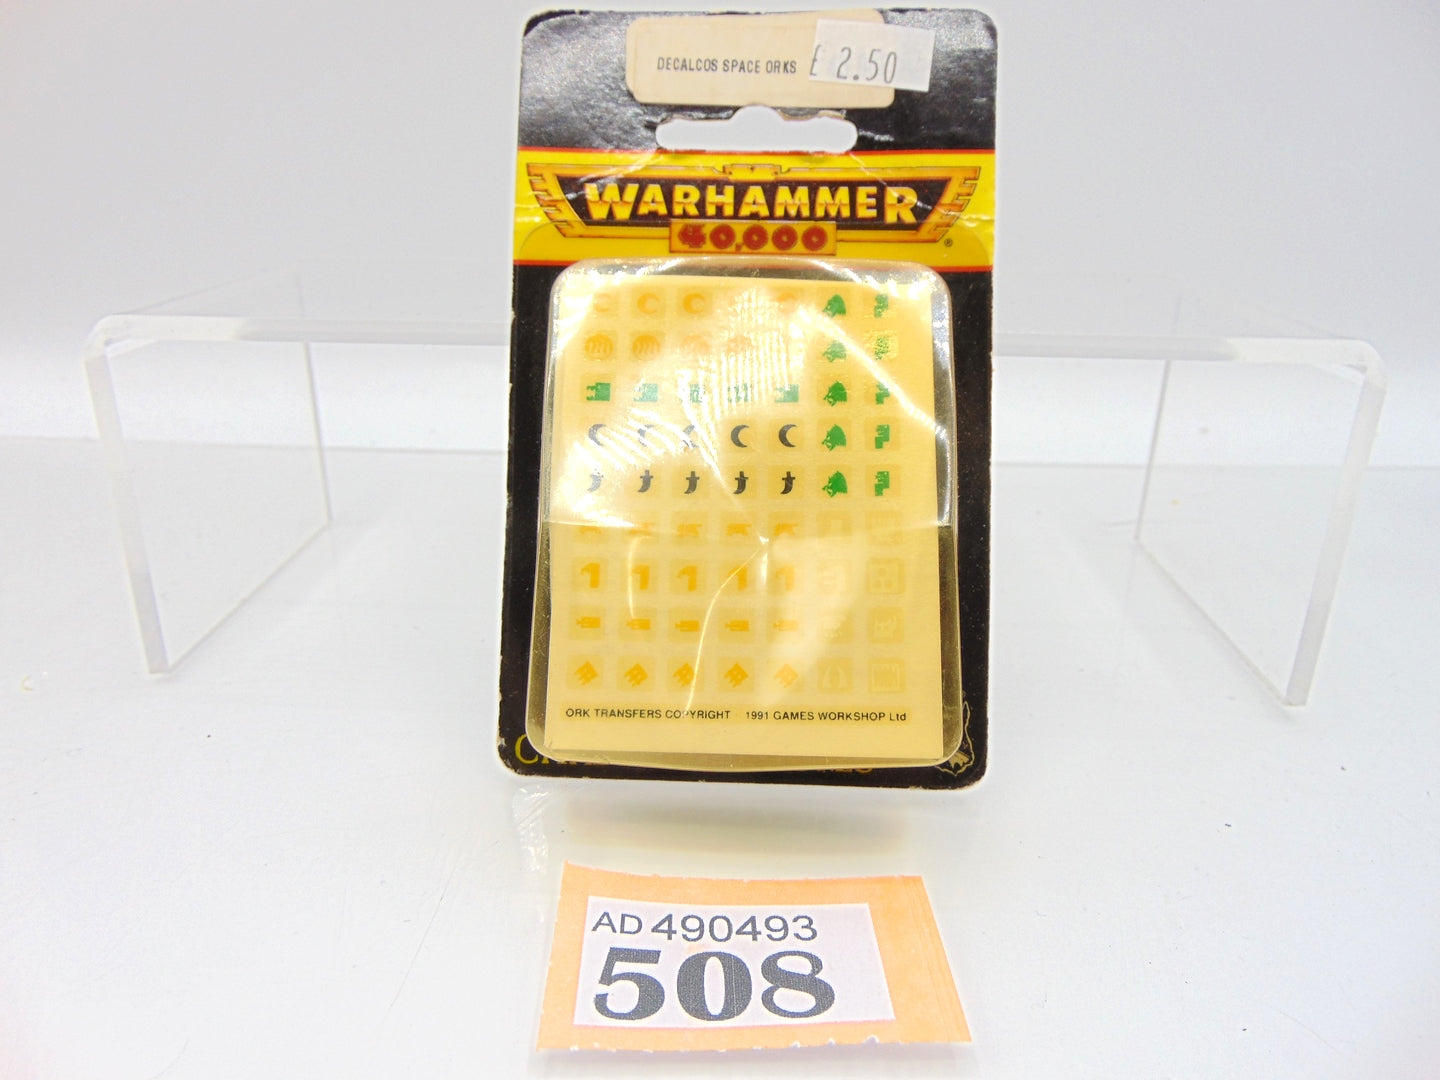 DECALCOS SPACE ORKS
£ 2.50
WARHAMMER
40,000
®
ORK TRANSFERS COPYRIGHT 1991 GAMES WORKSHOP Ltd
AD 490493
508